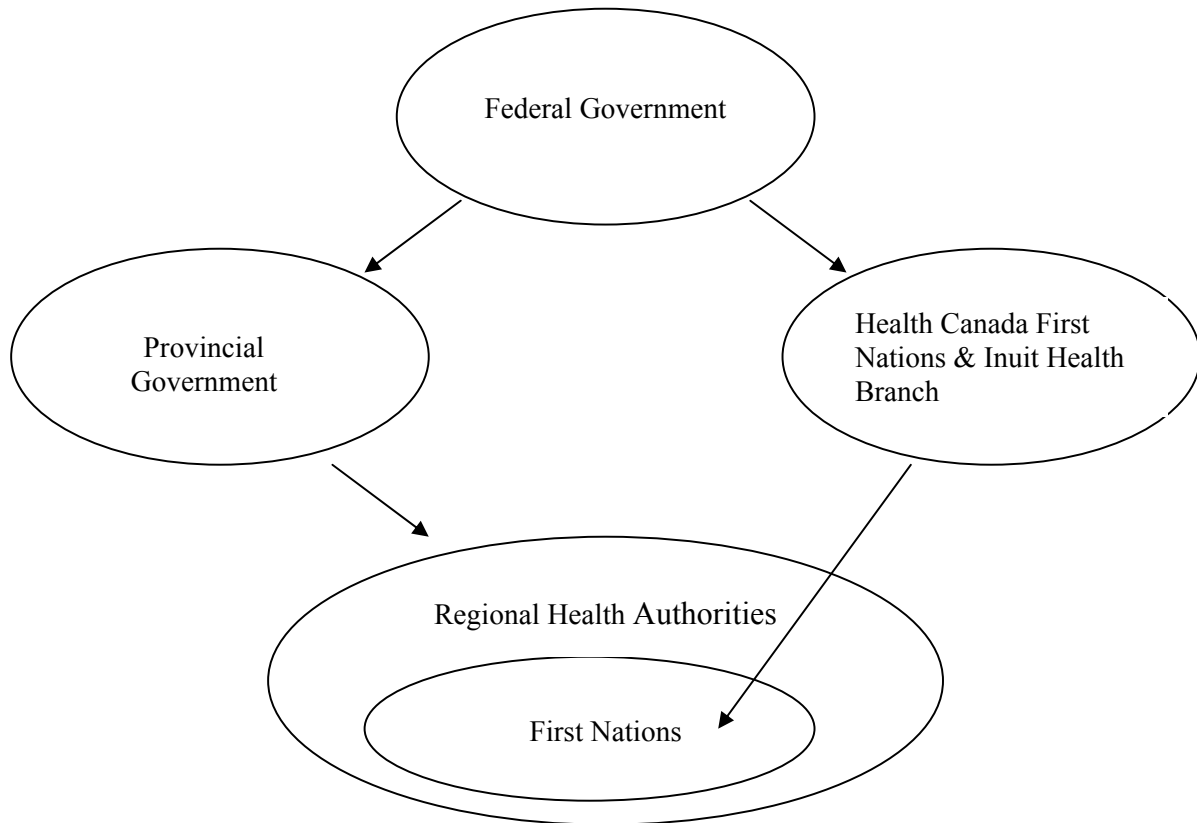 Federal Government
Provincial
Government
Health Canada First
Nations & Inuit Health
Branch
Regional Health Authorities
First Nations